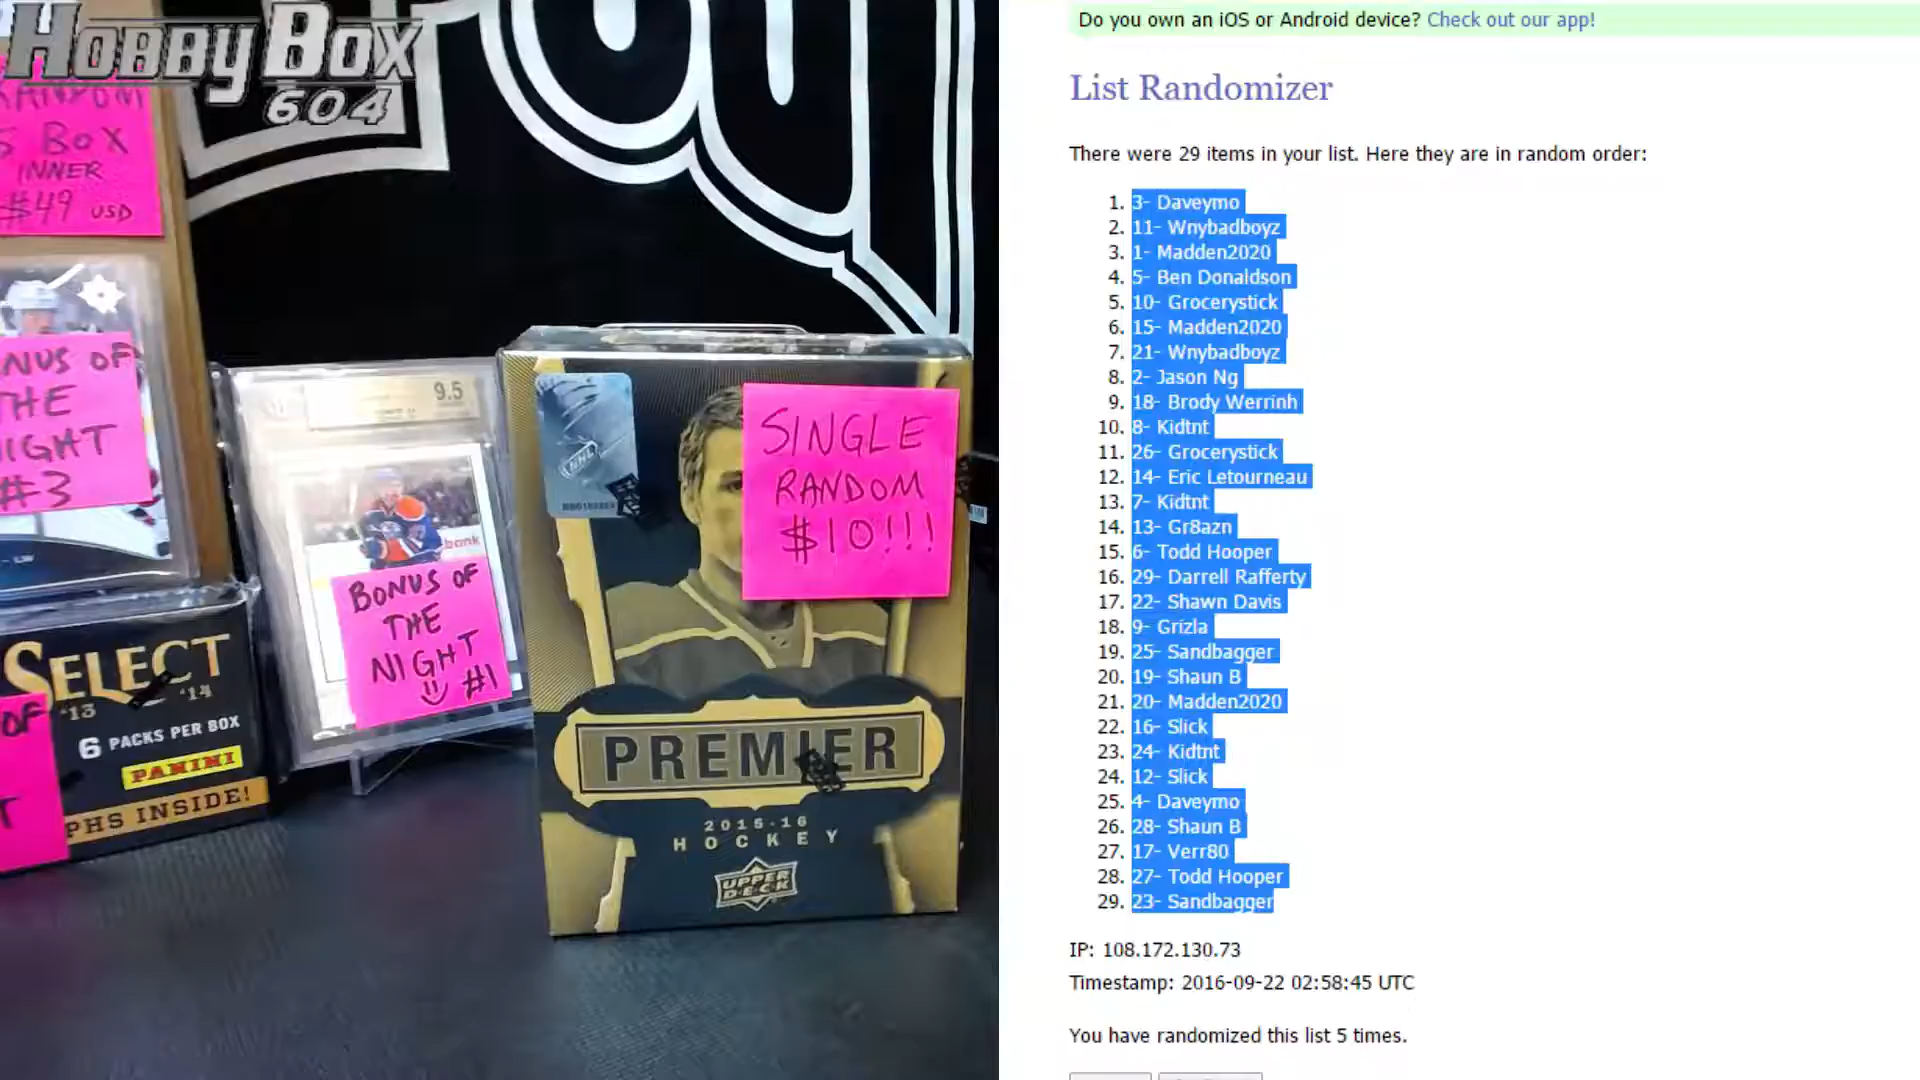 HOBBYBOX
604
RANDOM
BOX
INNER
$49 USD
BONUS OF
THE
NIGHT
#3
9.5
BONUS OF
THE
NIGHT
#1
SELECT
'13 '14
6 PACKS PER BOX
PANINI
INSIDE!
OF
NHL
SINGLE
RANDOM
$10!!!
PREMIER
2015-16
HOCKEY
UPPER
DECK
Do you own an iOS or Android device? Check out our app!
List Randomizer
There were 29 items in your list. Here they are in random order:
1. 3- Daveymo
2. 11- Wnybadboyz
3. 1- Madden2020
4. 5- Ben Donaldson
5. 10- Grocerystick
6. 15- Madden2020
7. 21- Wnybadboyz
8. 2- Jason Ng
9. 18- Brody Werrinh
10. 8- Kidtnt
11. 26- Grocerystick
12. 14- Eric Letourneau
13. 7- Kidtnt
14. 13- Gr8azn
15. 6- Todd Hooper
16. 29- Darrell Rafferty
17. 22- Shawn Davis
18. 9- Grizla
19. 25- Sandbagger
20. 19- Shaun B
21. 20- Madden2020
22. 16- Slick
23. 24- Kidtnt
24. 12- Slick
25. 4- Daveymo
26. 28- Shaun B
27. 17- Verr80
28. 27- Todd Hooper
29. 23- Sandbagger
IP: 108.172.130.73
Timestamp: 2016-09-22 02:58:45 UTC
You have randomized this list 5 times.